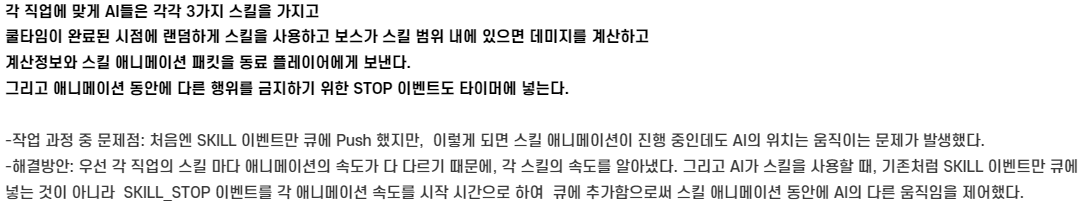 각 직업에 맞게 AI들은 각각 3가지 스킬을 가지고
쿨타임이 완료된 시점에 랜덤하게 스킬을 사용하고 보스가 스킬 범위 내에 있으면 데미지를 계산하고
계산정보와 스킬 애니메이션 패킷을 동료 플레이어에게 보낸다.
그리고 애니메이션 동안에 다른 행위를 금지하기 위한 STOP 이벤트도 타이머에 넣는다.
-작업 과정 중 문제점: 처음엔 SKILL 이벤트만 큐에 Push 했지만, 이렇게 되면 스킬 애니메이션이 진행 중인데도 AI의 위치는 움직이는 문제가 발생했다.
-해결방안: 우선 각 직업의 스킬 마다 애니메이션의 속도가 다 다르기 때문에, 각 스킬의 속도를 알아냈다. 그리고 AI가 스킬을 사용할 때, 기존처럼 SKILL 이벤트만 큐에
넣는 것이 아니라 SKILL_STOP 이벤트를 각 애니메이션 속도를 시작 시간으로 하여 큐에 추가함으로써 스킬 애니메이션 동안에 AI의 다른 움직임을 제어했다.